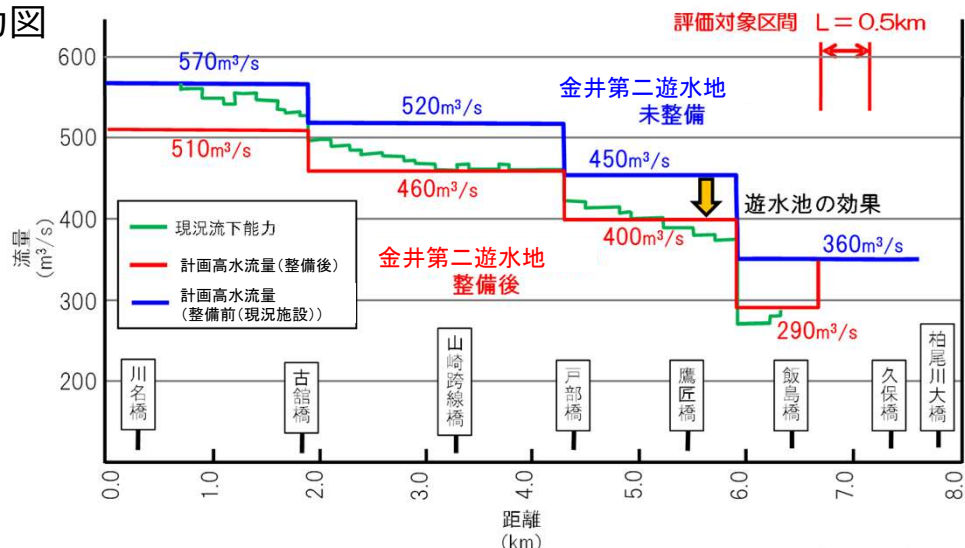 力図
評価対象区間 L=0.5km
600
500
400
300
200
流量
(m³/s)
570m³/s
520m³/s
金井第二遊水地
未整備
510m³/s
450m³/s
460m³/s
遊水池の効果
400m³/s
360m³/s
290m³/s
現況流下能力
計画高水流量(整備後)
計画高水流量
(整備前(現況施設))
金井第二遊水地
整備後
川名橋
古舘橋
山崎跨線橋
戸部橋
鷹匠橋
飯島橋
久保橋
柏尾川大橋
0.0
1.0
2.0
3.0
4.0
5.0
6.0
7.0
8.0
距離
(km)